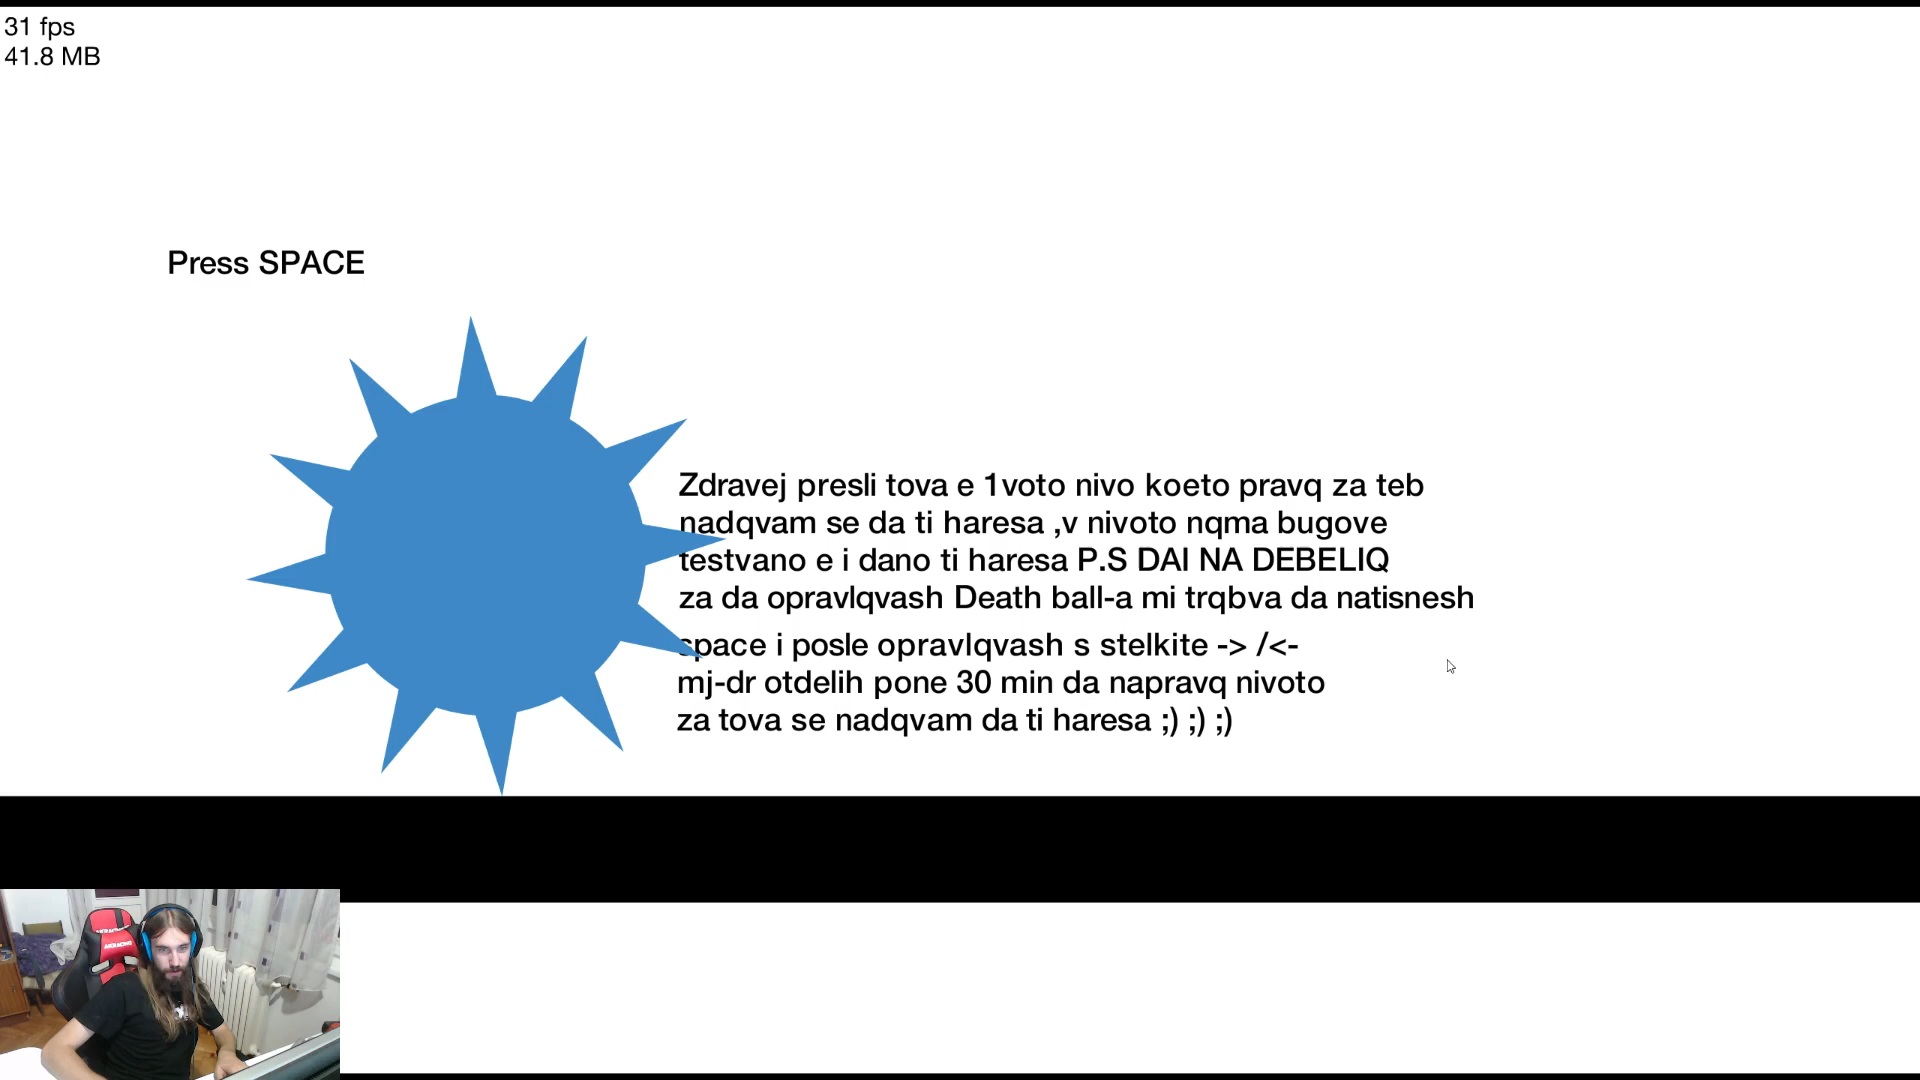 31 fps
41.8 MB
Press SPACE
Zdravej presli tova e 1voto nivo koeto pravq za teb
nadqvam se da ti haresa ,v nivoto nqma bugove
testvano e i dano ti haresa P.S DAI NA DEBELIQ
za da opravlqvash Death ball-a mi trqbva da natisnesh
space i posle opravlqvash s stelkite -> /<-
mj-dr otdelih pone 30 min da napravq nivoto
za tova se nadqvam da ti haresa ;) ;) ;)